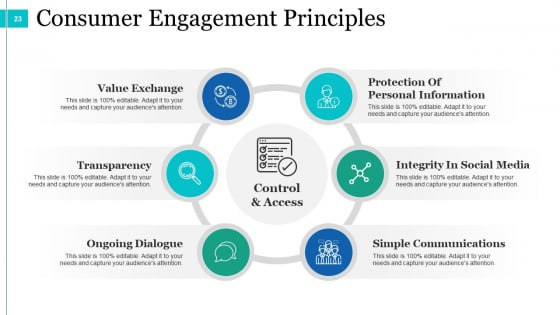 23
Consumer Engagement Principles
Value Exchange
This slide is 100% editable. Adapt it to your
needs and capture your audience's attention.
Transparency
This slide is 100% editable. Adapt it to your
needs and capture your audience's attention.
Ongoing Dialogue
This slide is 100% editable. Adapt it to your
needs and capture your audience's attention.
Control
& Access
Protection Of
Personal Information
This slide is 100% editable. Adapt it to your
needs and capture your audience's attention.
Integrity In Social Media
This slide is 100% editable. Adapt it to your
needs and capture your audience's attention.
Simple Communications
This slide is 100% editable. Adapt it to your
needs and capture your audience's attention.